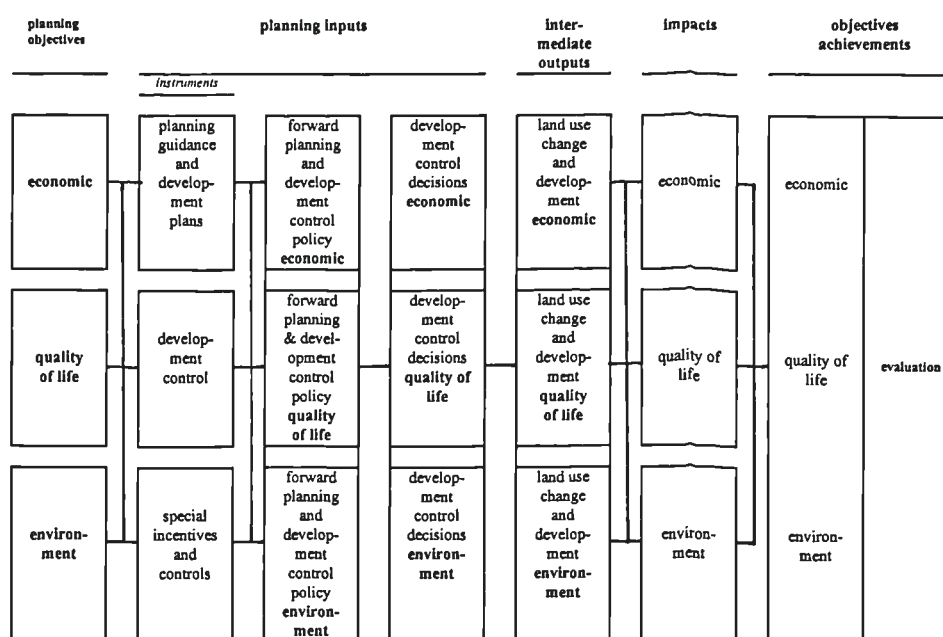 planning
objectives
planning inputs
inter-
mediate
outputs
impacts
objectives
achievements
instruments
economic
planning
guidance
and
develop-
ment
plans
forward
planning
and
develop-
ment
control
policy
economic
develop-
ment
control
decisions
economic
land use
change
and
develop-
ment
economic
economic
economic
quality
of life
develop-
ment
control
forward
planning
& devel-
opment
control
policy
quality
of life
develop-
ment
control
decisions
quality of
life
land use
change
and
develop-
ment
quality
of life
quality of
life
quality of
life
evaluation
environ-
ment
special
incentives
and
controls
forward
planning
and
develop-
ment
control
policy
environ-
ment
develop-
ment
control
decisions
environ-
ment
land use
change
and
develop-
ment
environ-
ment
environ-
ment
environ-
ment